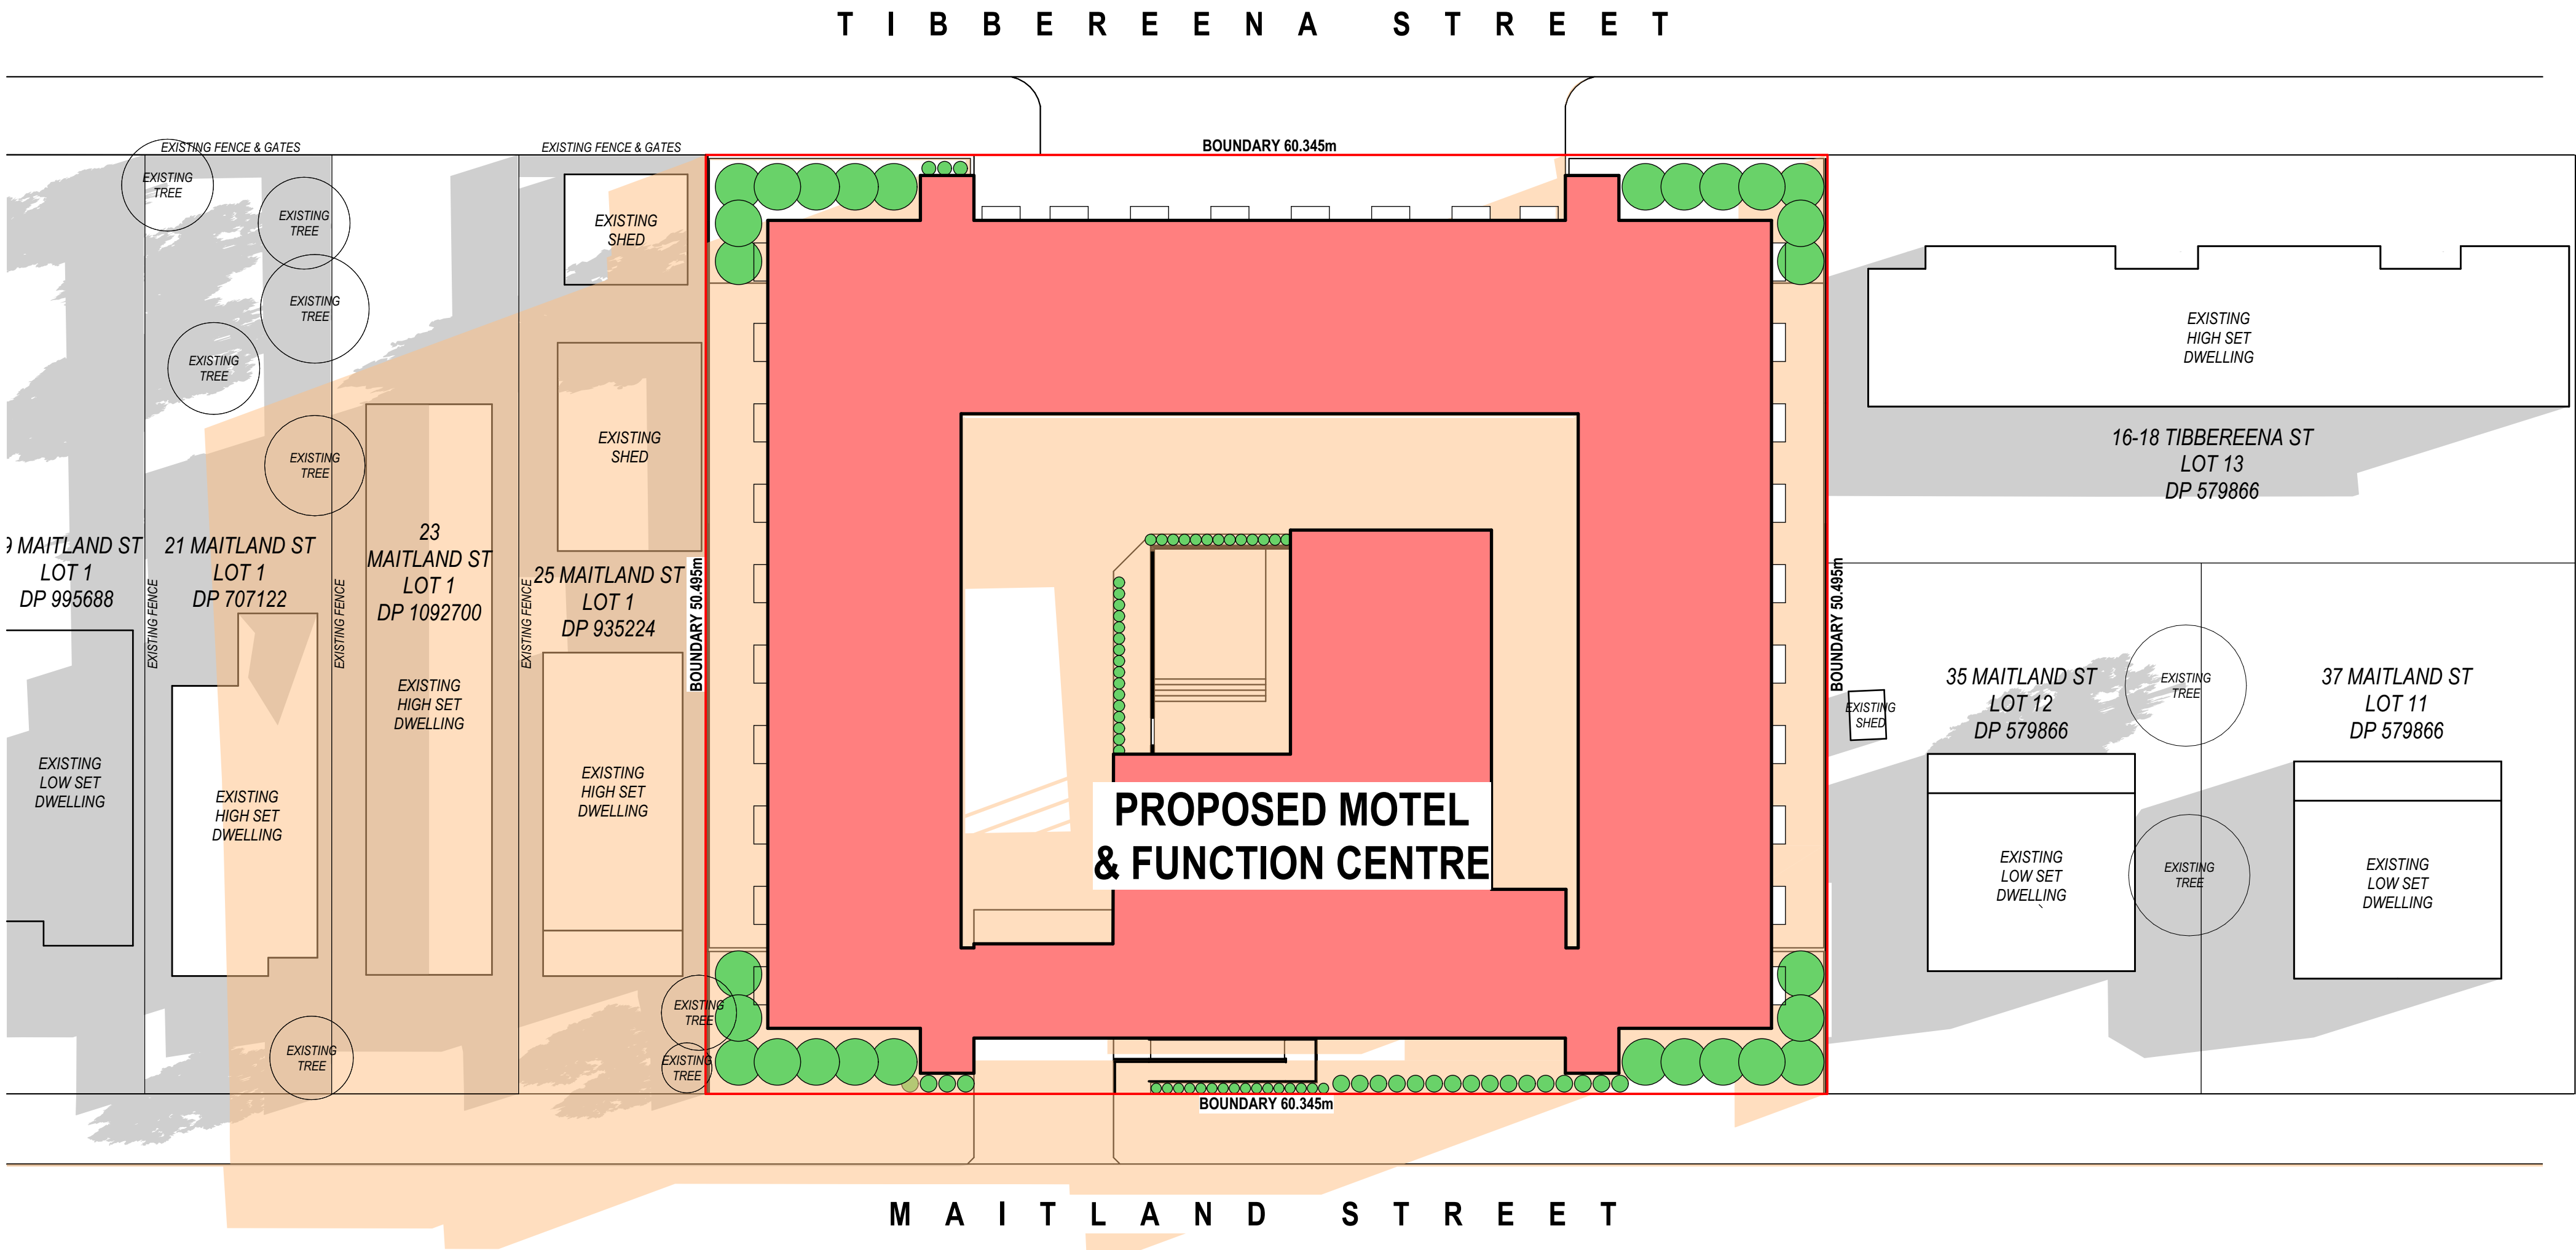 TIBBEREENA STREET
EXISTING FENCE & GATES
EXISTING FENCE & GATES
BOUNDARY 60.345m
EXISTING
TREE
EXISTING
TREE
EXISTING
SHED
EXISTING
TREE
EXISTING
TREE
EXISTING
TREE
EXISTING
SHED
EXISTING
HIGH SET
DWELLING
16-18 TIBBEREENA ST
LOT 13
DP 579866
9 MAITLAND ST
LOT 1
DP 995688
21 MAITLAND ST
LOT 1
DP 707122
23
MAITLAND ST
LOT 1
DP 1092700
25 MAITLAND ST
LOT 1
DP 935224
EXISTING FENCE
EXISTING FENCE
EXISTING FENCE
BOUNDARY 50.495m
BOUNDARY 50.495m
EXISTING
HIGH SET
DWELLING
EXISTING
LOW SET
DWELLING
EXISTING
HIGH SET
DWELLING
EXISTING
HIGH SET
DWELLING
PROPOSED MOTEL
& FUNCTION CENTRE
EXISTING
SHED
35 MAITLAND ST
LOT 12
DP 579866
EXISTING
TREE
37 MAITLAND ST
LOT 11
DP 579866
EXISTING
LOW SET
DWELLING
EXISTING
TREE
EXISTING
LOW SET
DWELLING
EXISTING
TREE
EXISTING
TREE
EXISTING
TREE
BOUNDARY 60.345m
MAITLAND STREET